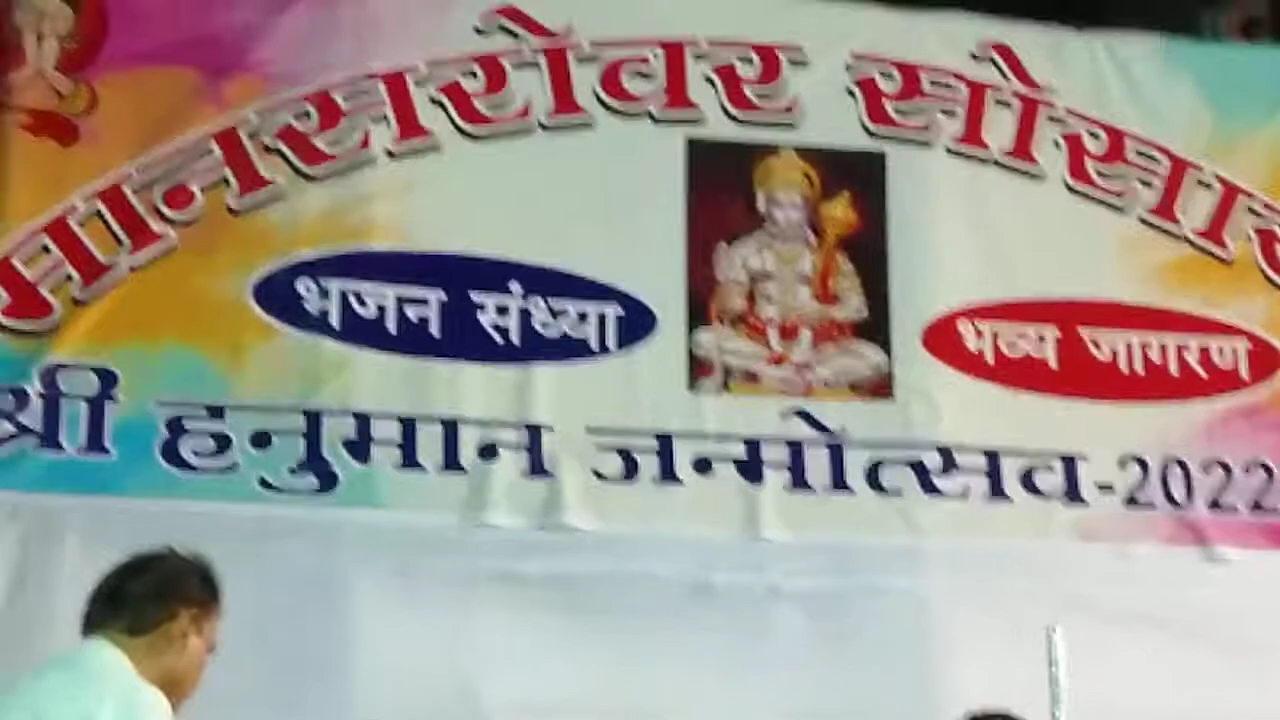 मानसरोवर
भजन संध्या
भव्य जागरण
श्री हनुमान जन्मोत्सव-2022